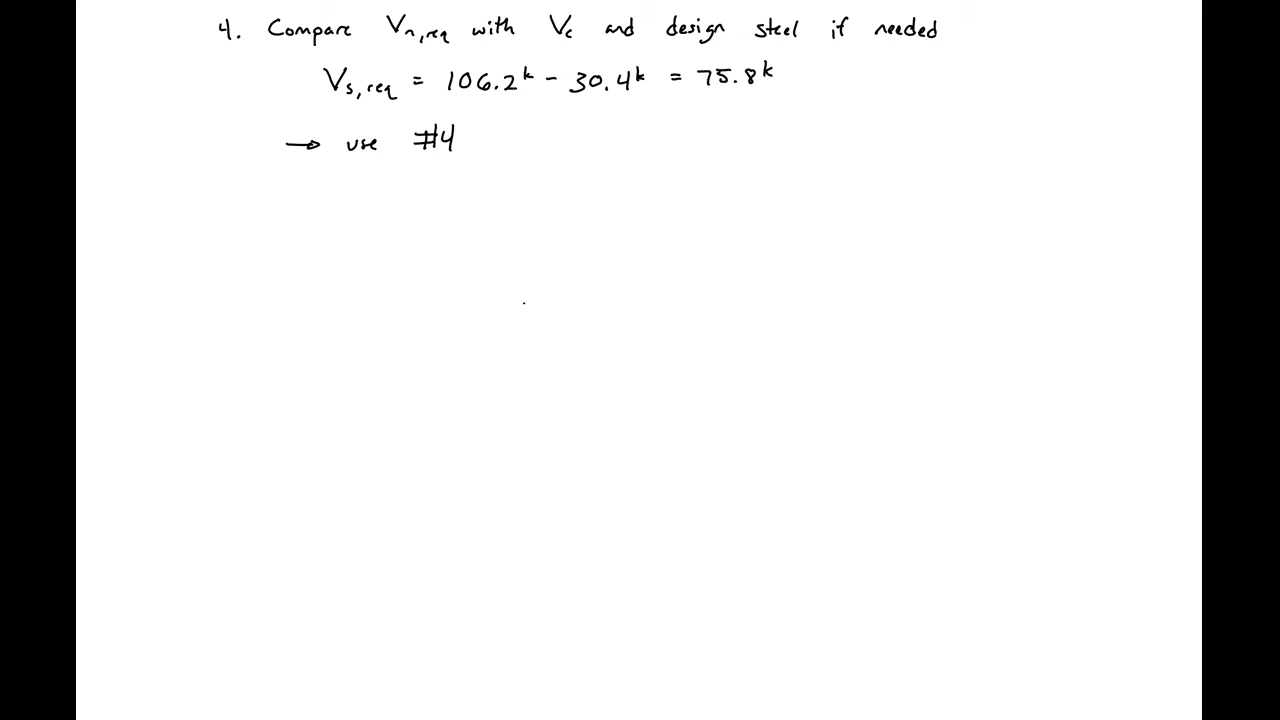 4. Compare Vn,req with Vc and design steel if needed
Vs,req = 106.2k - 30.4k = 75.8k
→ use #4